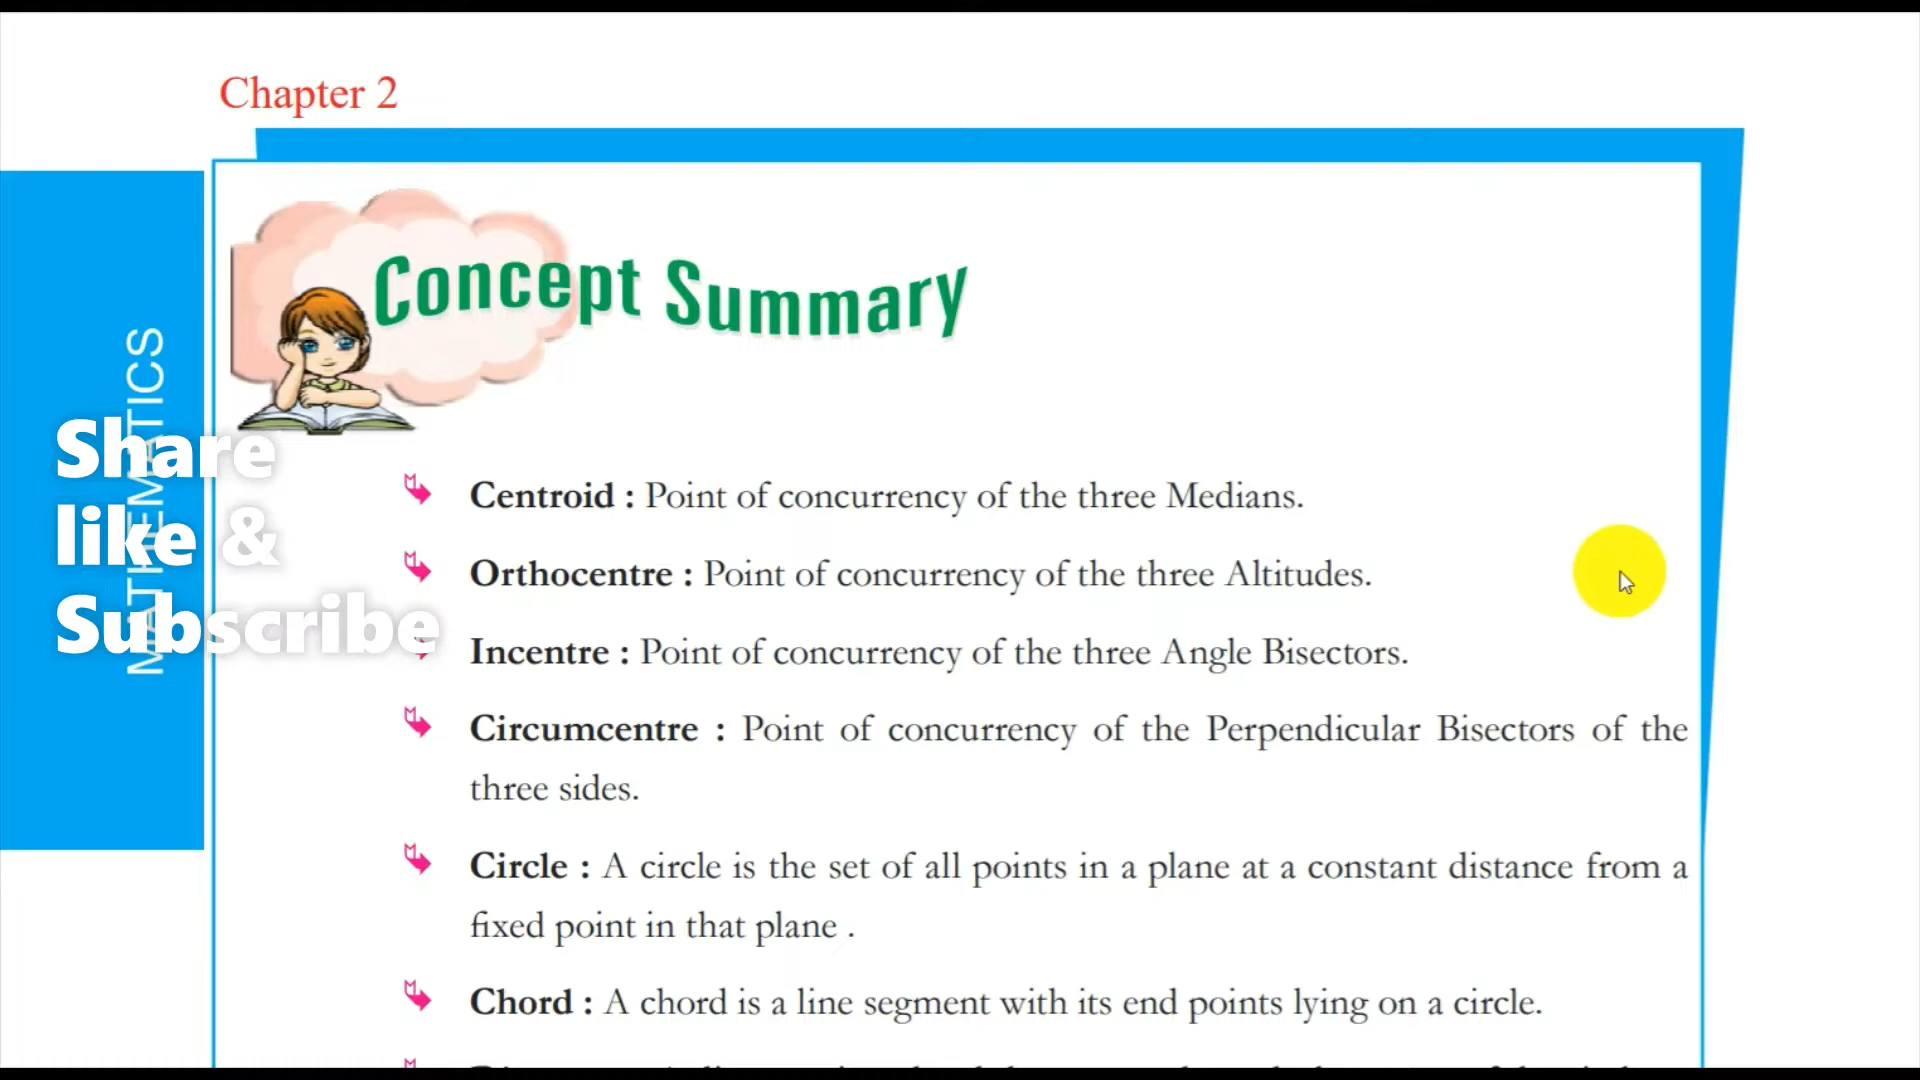 Chapter 2
Concept Summary
MATHEMATICS
Share
like &
Subscribe
Centroid : Point of concurrency of the three Medians.
Orthocentre : Point of concurrency of the three Altitudes.
Incentre : Point of concurrency of the three Angle Bisectors.
Circumcentre : Point of concurrency of the Perpendicular Bisectors of the
three sides.
Circle : A circle is the set of all points in a plane at a constant distance from a
fixed point in that plane .
Chord : A chord is a line segment with its end points lying on a circle.